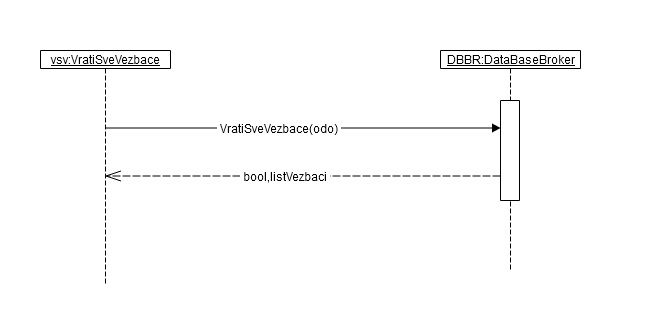 vsv:VratiSveVezbace
DBBR:DataBaseBroker
VratiSveVezbace(odo)
bool,listVezbaci